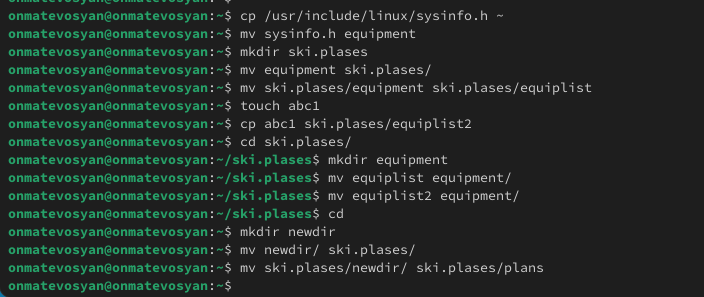 onmatevosyan@onmatevosyan:~$ cp /usr/include/linux/sysinfo.h ~
onmatevosyan@onmatevosyan:~$ mv sysinfo.h equipment
onmatevosyan@onmatevosyan:~$ mkdir ski.plases
onmatevosyan@onmatevosyan:~$ mv equipment ski.plases/
onmatevosyan@onmatevosyan:~$ mv ski.plases/equipment ski.plases/equiplist
onmatevosyan@onmatevosyan:~$ touch abc1
onmatevosyan@onmatevosyan:~$ cp abc1 ski.plases/equiplist2
onmatevosyan@onmatevosyan:~$ cd ski.plases/
onmatevosyan@onmatevosyan:~/ski.plases$ mkdir equipment
onmatevosyan@onmatevosyan:~/ski.plases$ mv equiplist equipment/
onmatevosyan@onmatevosyan:~/ski.plases$ mv equiplist2 equipment/
onmatevosyan@onmatevosyan:~/ski.plases$ cd
onmatevosyan@onmatevosyan:~$ mkdir newdir
onmatevosyan@onmatevosyan:~$ mv newdir/ ski.plases/
onmatevosyan@onmatevosyan:~$ mv ski.plases/newdir/ ski.plases/plans
onmatevosyan@onmatevosyan:~$